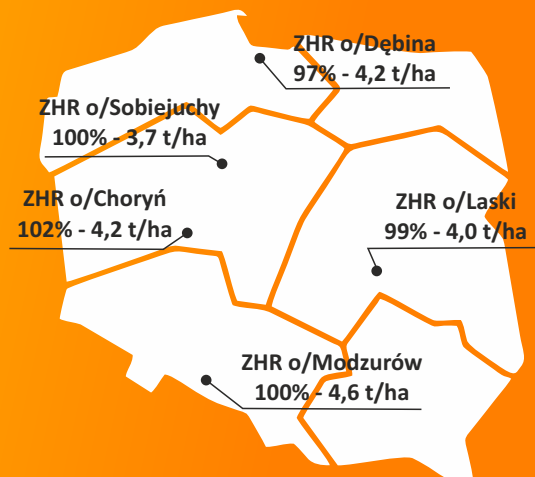 ZHR o/Dębina
97% - 4,2 t/ha
ZHR o/Sobiejuchy
100% - 3,7 t/ha
ZHR o/Choryń
102% - 4,2 t/ha
ZHR o/Laski
99% - 4,0 t/ha
ZHR o/Modzurów
100% - 4,6 t/ha